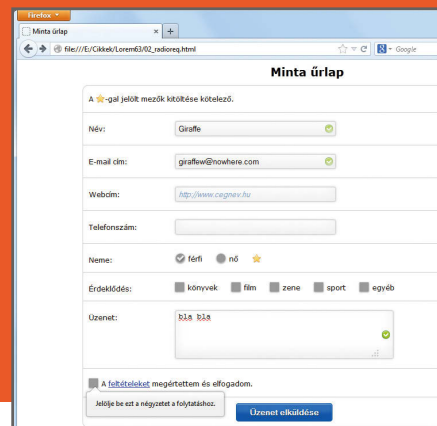 Firefox
Minta űrlap
file:///E:/Cikkek/Lorem63/02_radioreq.html
Google
Minta űrlap
A -gal jelölt mezők kitöltése kötelező.
Név: Giraffe
E-mail cím: giraffew@nowhere.com
Webcím: http://www.cegnev.hu
Telefonszám:
Neme: férfi nő
Érdeklődés: könyvek film zene sport egyéb
Üzenet: bla bla
A feltételeket megértettem és elfogadom.
Jelölje be ezt a négyzetet a folytatáshoz.
Üzenet elküldése